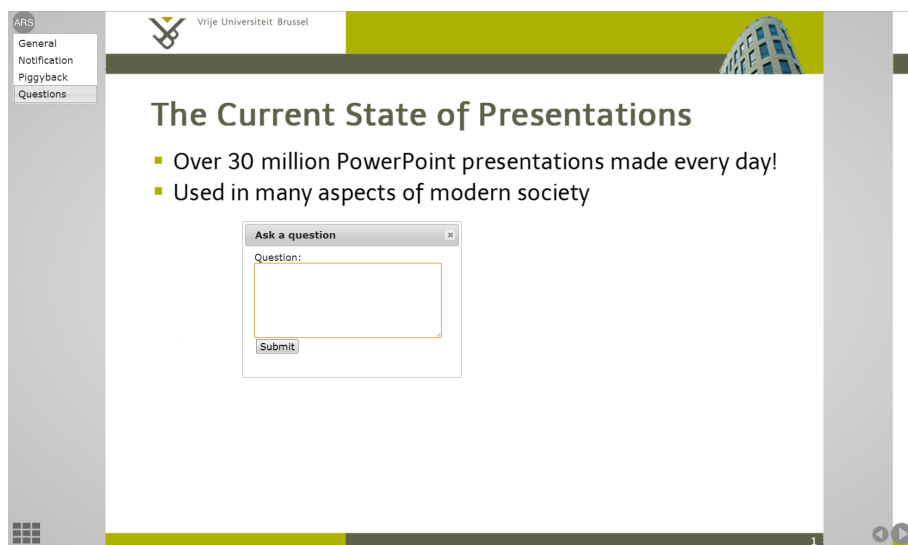 ARS
General
Notification
Piggyback
Questions
Vrije Universiteit Brussel
The Current State of Presentations
Over 30 million PowerPoint presentations made every day!
Used in many aspects of modern society
Ask a question
Question:
Submit
1